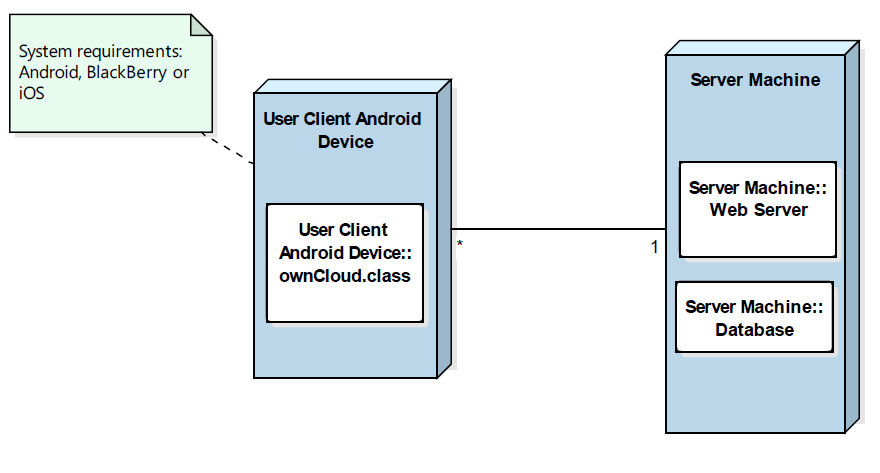 System requirements:
Android, BlackBerry or
iOS
User Client Android
Device
User Client
Android Device::
ownCloud.class
*
1
Server Machine
Server Machine::
Web Server
Server Machine::
Database